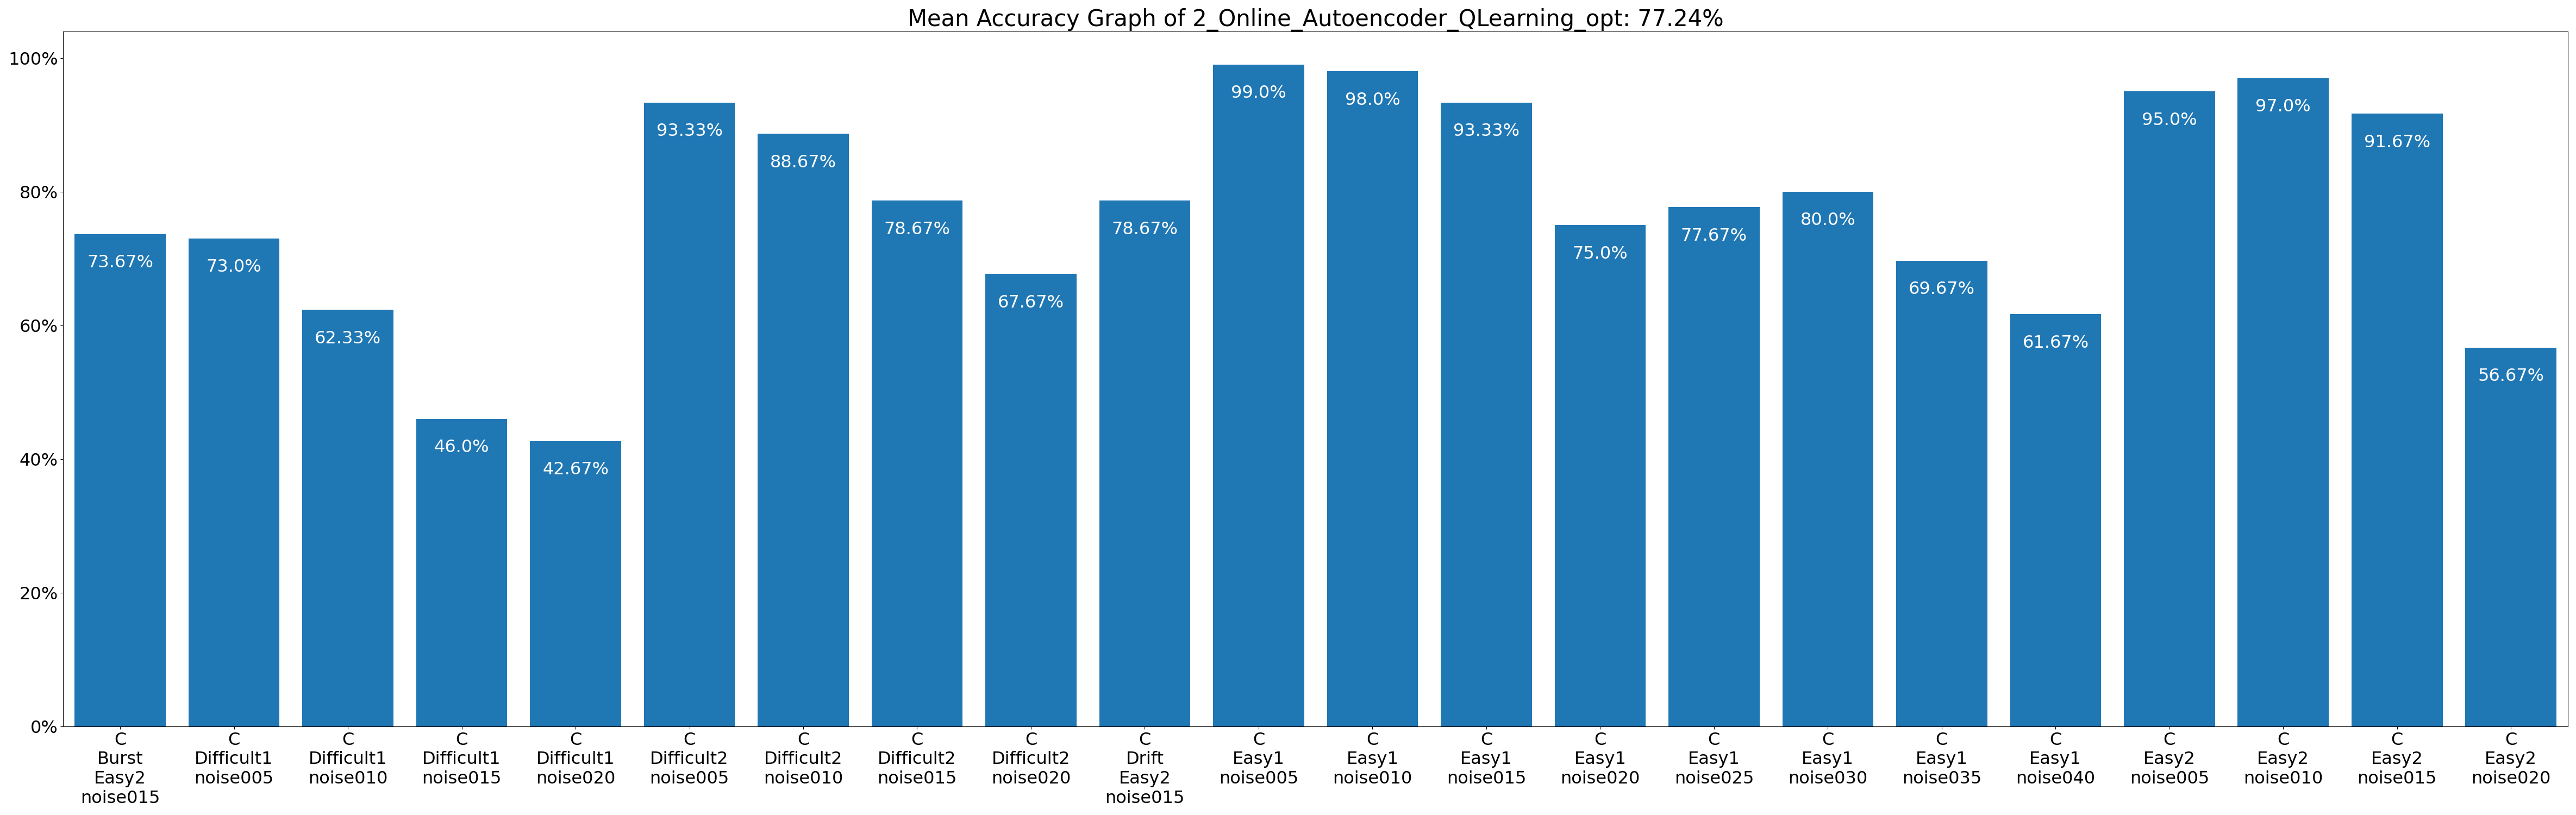 Mean Accuracy Graph of 2_Online_Autoencoder_QLearning_opt: 77.24%
100%
80%
60%
40%
20%
0%
73.67%
73.0%
62.33%
46.0%
42.67%
93.33%
88.67%
78.67%
67.67%
78.67%
99.0%
98.0%
93.33%
75.0%
77.67%
80.0%
69.67%
61.67%
95.0%
97.0%
91.67%
56.67%
C
Burst
Easy2
noise015
C
Difficult1
noise005
C
Difficult1
noise010
C
Difficult1
noise015
C
Difficult1
noise020
C
Difficult2
noise005
C
Difficult2
noise010
C
Difficult2
noise015
C
Difficult2
noise020
C
Drift
Easy2
noise015
C
Easy1
noise005
C
Easy1
noise010
C
Easy1
noise015
C
Easy1
noise020
C
Easy1
noise025
C
Easy1
noise030
C
Easy1
noise035
C
Easy1
noise040
C
Easy2
noise005
C
Easy2
noise010
C
Easy2
noise015
C
Easy2
noise020